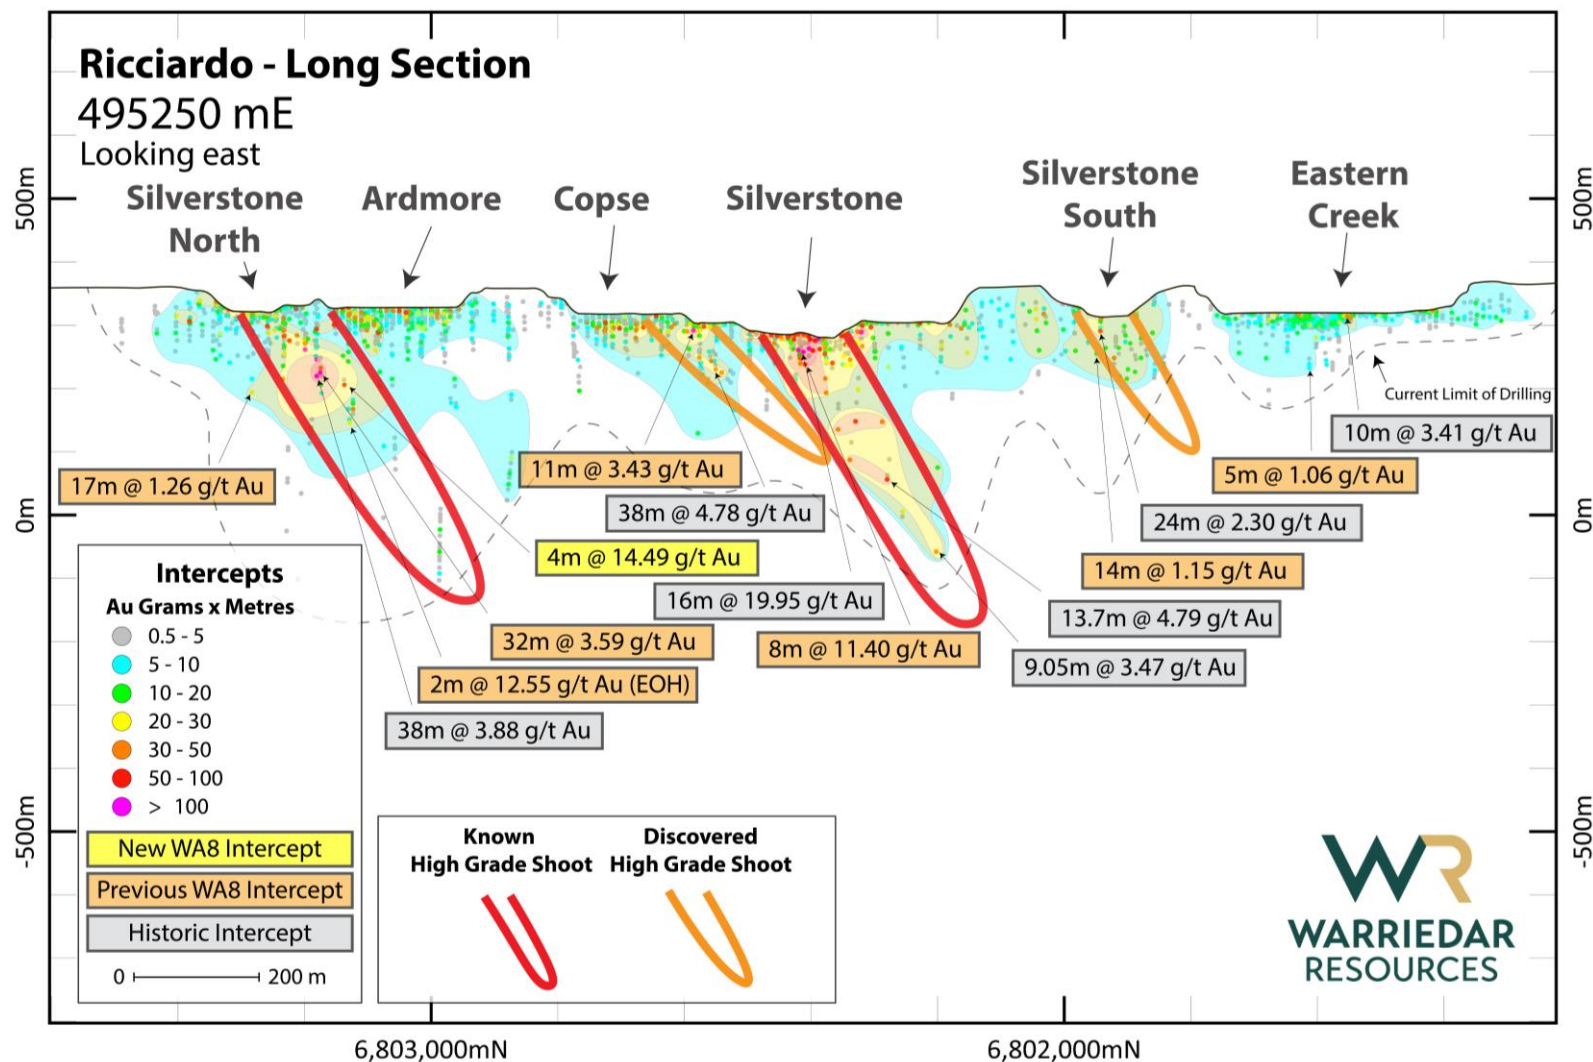 Ricciardo - Long Section
495250 mE
Looking east
Silverstone
North
Ardmore
Copse
Silverstone
Silverstone
South
Eastern
Creek
500m
0m
-500m
500m
0m
-500m
Current Limit of Drilling
10m @ 3.41 g/t Au
17m @ 1.26 g/t Au
11m @ 3.43 g/t Au
5m @ 1.06 g/t Au
38m @ 4.78 g/t Au
24m @ 2.30 g/t Au
4m @ 14.49 g/t Au
14m @ 1.15 g/t Au
16m @ 19.95 g/t Au
13.7m @ 4.79 g/t Au
32m @ 3.59 g/t Au
8m @ 11.40 g/t Au
9.05m @ 3.47 g/t Au
2m @ 12.55 g/t Au (EOH)
38m @ 3.88 g/t Au
Intercepts
Au Grams x Metres
0.5 - 5
5 - 10
10 - 20
20 - 30
30 - 50
50 - 100
> 100
New WA8 Intercept
Previous WA8 Intercept
Historic Intercept
0 200 m
Known
High Grade Shoot
Discovered
High Grade Shoot
WR
WARRIEDAR
RESOURCES
6,803,000mN
6,802,000mN